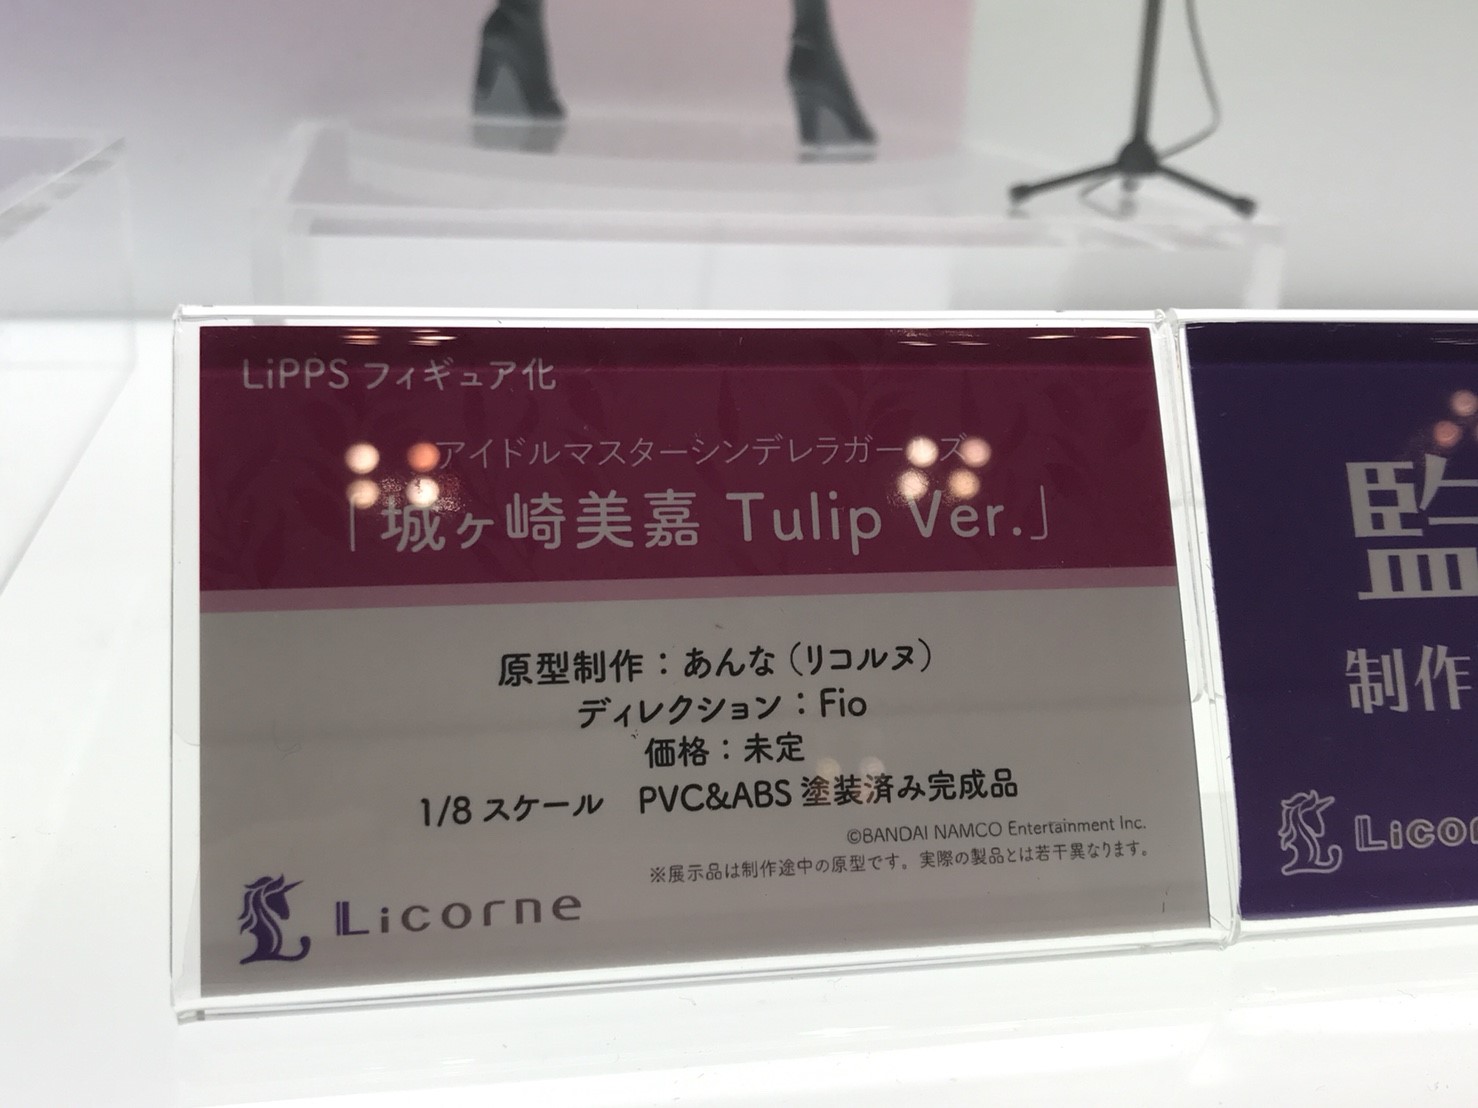 LiPPS フィギュア化
アイドルマスターシンデレラガールズ
「城ヶ崎美嘉 Tulip Ver.」
原型制作：あんな（リコルヌ）
ディレクション：Fio
価格：未定
1/8 スケール　PVC&ABS 塗装済み完成品
©BANDAI NAMCO Entertainment Inc.
※展示品は制作途中の原型です。実際の製品とは若干異なります。
Licorne
監
制作
Licor